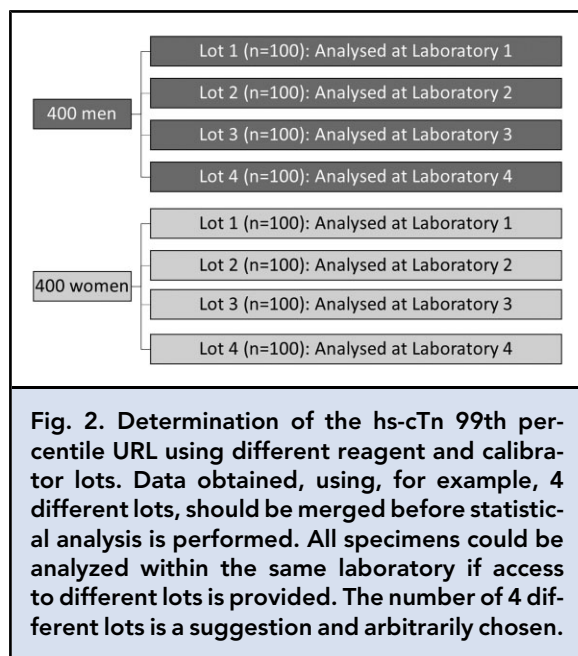 400 men
Lot 1 (n=100): Analysed at Laboratory 1
Lot 2 (n=100): Analysed at Laboratory 2
Lot 3 (n=100): Analysed at Laboratory 3
Lot 4 (n=100): Analysed at Laboratory 4
400 women
Lot 1 (n=100): Analysed at Laboratory 1
Lot 2 (n=100): Analysed at Laboratory 2
Lot 3 (n=100): Analysed at Laboratory 3
Lot 4 (n=100): Analysed at Laboratory 4
Fig. 2. Determination of the hs-cTn 99th per-
centile URL using different reagent and calibra-
tor lots. Data obtained, using, for example, 4
different lots, should be merged before statistic-
al analysis is performed. All specimens could be
analyzed within the same laboratory if access
to different lots is provided. The number of 4 dif-
ferent lots is a suggestion and arbitrarily chosen.